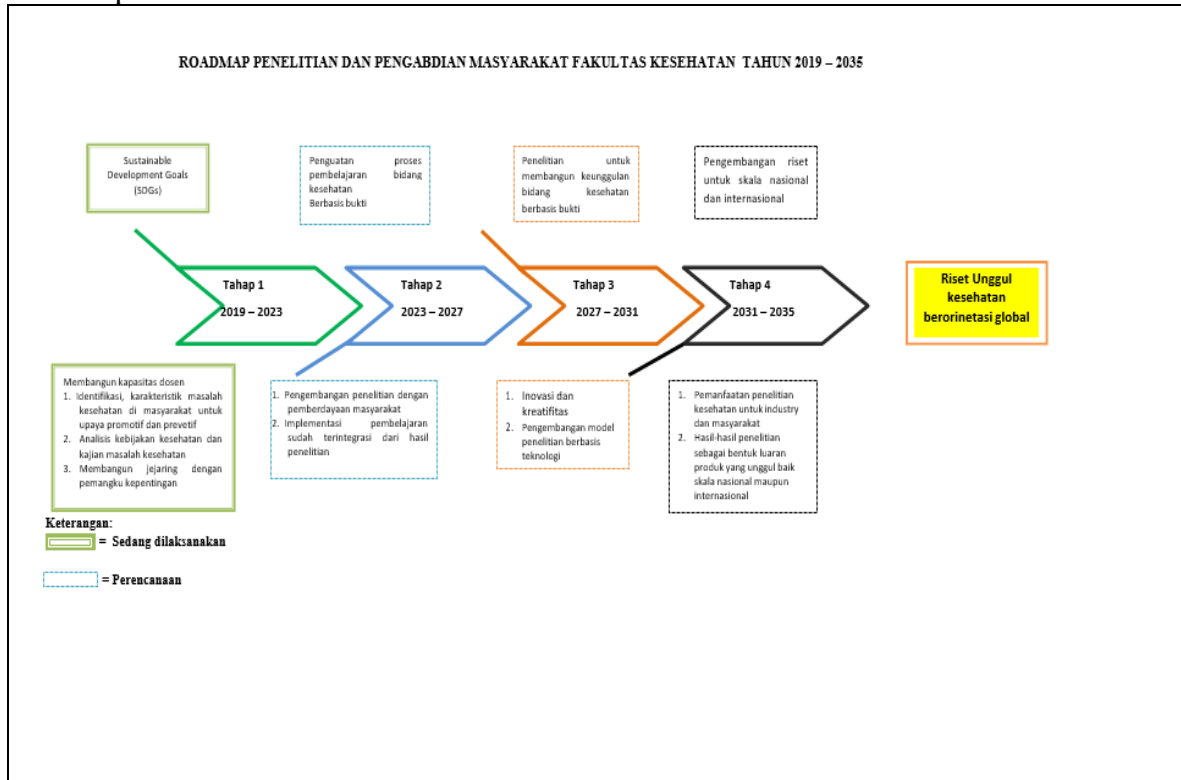 ROADMAP PENELITIAN DAN PENGABDIAN MASYARAKAT FAKULTAS KESEHATAN TAHUN 2019 – 2035
Sustainable
Development Goals
(SDGs)
Penguatan proses
pembelajaran bidang
kesehatan
Berbasis bukti
Penelitian untuk
membangun keunggulan
bidang kesehatan
berbasis bukti
Pengembangan riset
untuk skala nasional
dan internasional
Tahap 1
2019 – 2023
Tahap 2
2023 – 2027
Tahap 3
2027 – 2031
Tahap 4
2031 – 2035
Riset Unggul
kesehatan
berorinetasi global
Membangun kapasitas dosen
1. Identifikasi, karakteristik masalah
kesehatan di masyarakat untuk
upaya promotif dan prevetif
2. Analisis kebijakan kesehatan dan
kajian masalah kesehatan
3. Membangun jejaring dengan
pemangku kepentingan
1. Pengembangan penelitian dengan
pemberdayaan masyarakat
2. Implementasi pembelajaran
sudah terintegrasi dari hasil
penelitian
1. Inovasi dan
kreatifitas
2. Pengembangan model
penelitian berbasis
teknologi
1. Pemanfaatan penelitian
kesehatan untuk industry
dan masyarakat
2. Hasil-hasil penelitian
sebagai bentuk luaran
produk yang unggul baik
skala nasional maupun
internasional
Keterangan:
= Sedang dilaksanakan
= Perencanaan